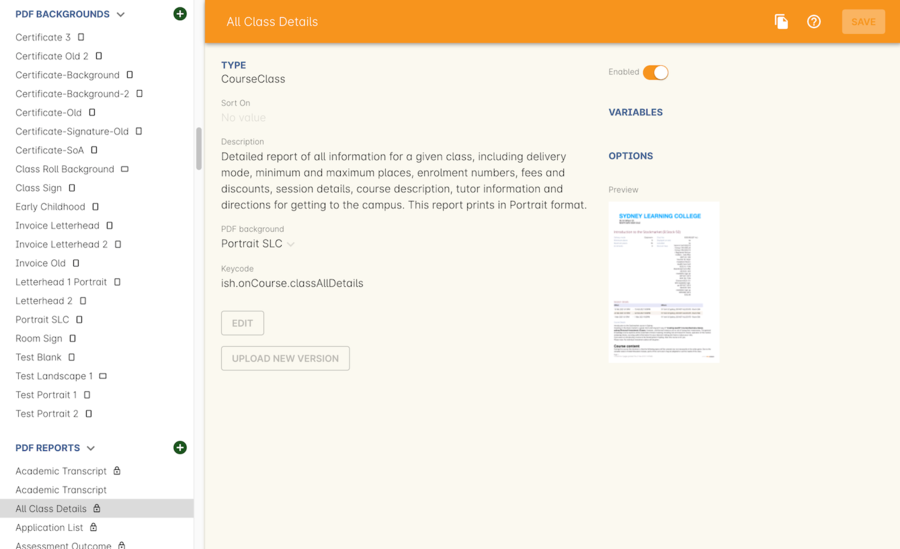 PDF BACKGROUNDS
Certificate 3
Certificate Old 2
Certificate-Background
Certificate-Background-2
Certificate-Old
Certificate-Signature-Old
Certificate-SoA
Class Roll Background
Class Sign
Early Childhood
Invoice Letterhead
Invoice Letterhead 2
Invoice Old
Letterhead 1 Portrait
Letterhead 2
Portrait SLC
Room Sign
Test Blank
Test Landscape 1
Test Portrait 1
Test Portrait 2
PDF REPORTS
Academic Transcript
Academic Transcript
All Class Details
Application List
Assessment Outcome
All Class Details
SAVE
TYPE
CourseClass
Sort On
No value
Description
Detailed report of all information for a given class, including delivery
mode, minimum and maximum places, enrolment numbers, fees and
discounts, session details, course description, tutor information and
directions for getting to the campus. This report prints in Portrait format.
PDF background
Portrait SLC
Keycode
ish.onCourse.classAllDetails
EDIT
UPLOAD NEW VERSION
Enabled
VARIABLES
OPTIONS
Preview
SYDNEY LEARNING COLLEGE
Course content